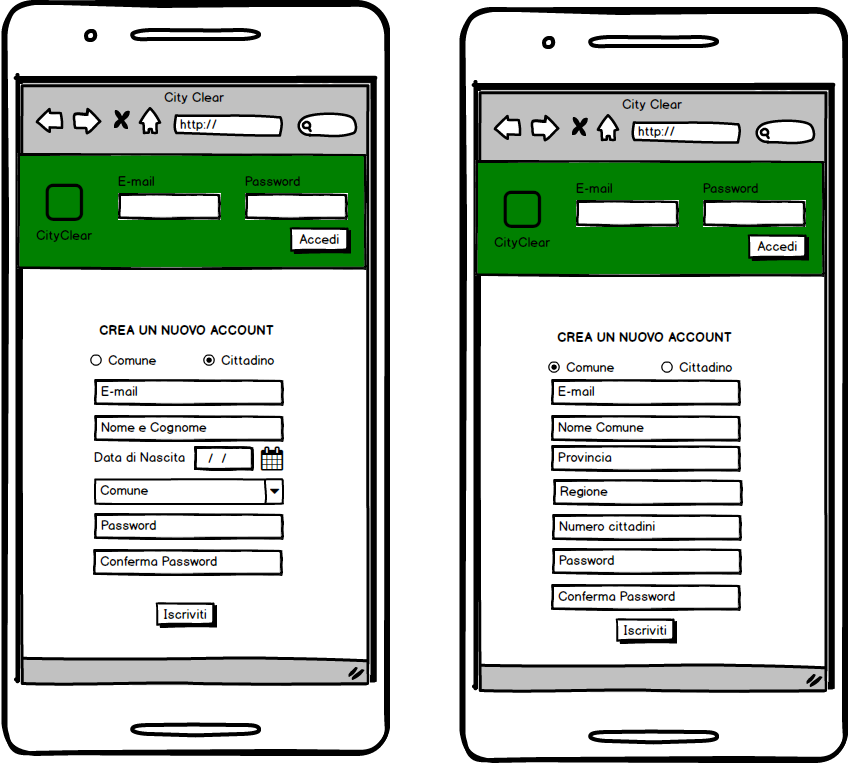 City Clear
http://
E-mail Password
CityClear
Accedi
CREA UN NUOVO ACCOUNT
Comune Cittadino
E-mail
Nome e Cognome
Data di Nascita / /
Comune
Password
Conferma Password
Iscriviti
City Clear
http://
E-mail Password
CityClear
Accedi
CREA UN NUOVO ACCOUNT
Comune Cittadino
E-mail
Nome Comune
Provincia
Regione
Numero cittadini
Password
Conferma Password
Iscriviti